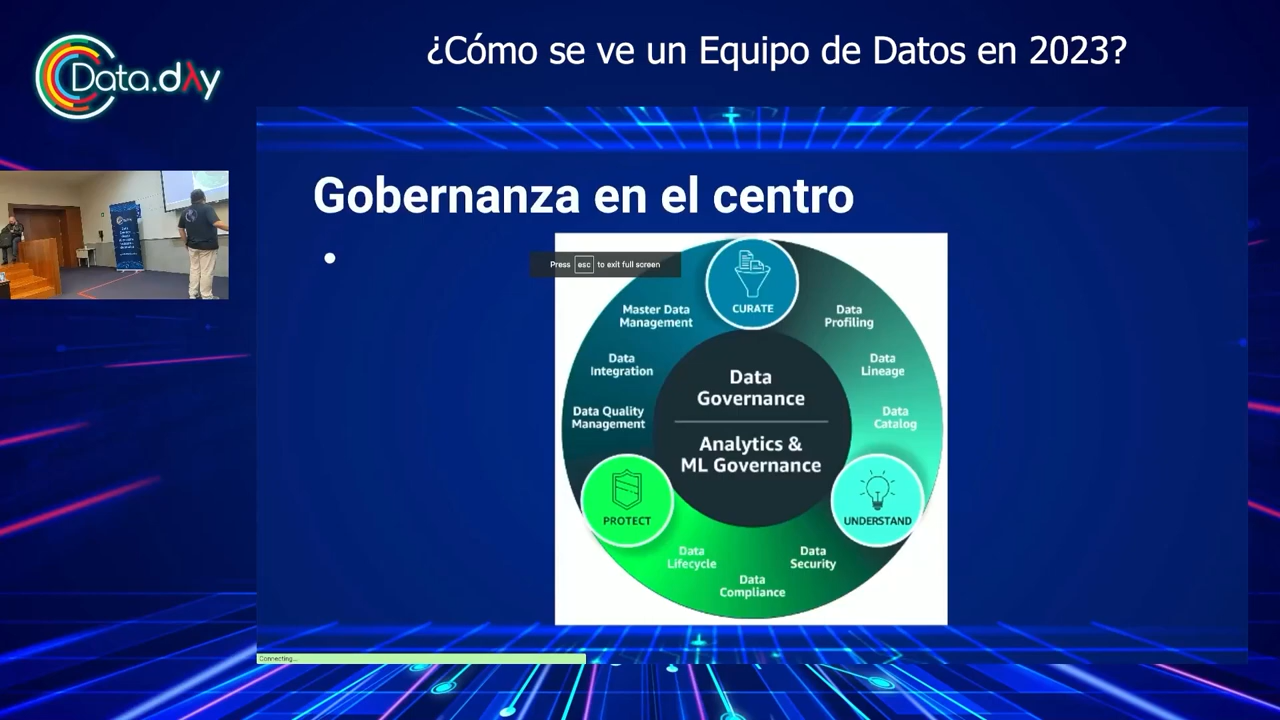 ¿Cómo se ve un Equipo de Datos en 2023?
Data.dλy
Gobernanza en el centro
Press esc to exit full screen
CURATE
Master Data
Management
Data
Profiling
Data
Integration
Data
Lineage
Data Quality
Management
Data
Catalog
Data
Governance
Analytics &
ML Governance
PROTECT
UNDERSTAND
Data
Lifecycle
Data
Security
Data
Compliance
Connecting...